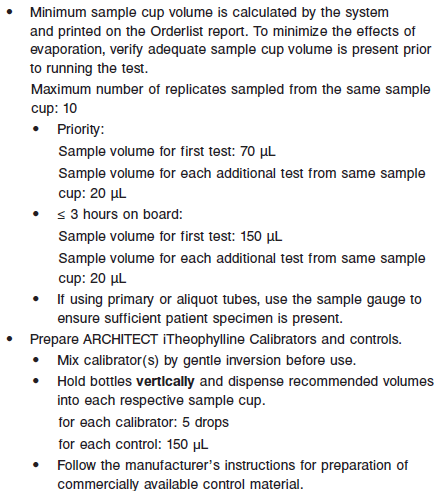 • Minimum sample cup volume is calculated by the system
and printed on the Orderlist report. To minimize the effects of
evaporation, verify adequate sample cup volume is present prior
to running the test.
Maximum number of replicates sampled from the same sample
cup: 10
• Priority:
Sample volume for first test: 70 µL
Sample volume for each additional test from same sample
cup: 20 µL
• ≤ 3 hours on board:
Sample volume for first test: 150 µL
Sample volume for each additional test from same sample
cup: 20 µL
• If using primary or aliquot tubes, use the sample gauge to
ensure sufficient patient specimen is present.
• Prepare ARCHITECT iTheophylline Calibrators and controls.
• Mix calibrator(s) by gentle inversion before use.
• Hold bottles vertically and dispense recommended volumes
into each respective sample cup.
for each calibrator: 5 drops
for each control: 150 µL
• Follow the manufacturer's instructions for preparation of
commercially available control material.